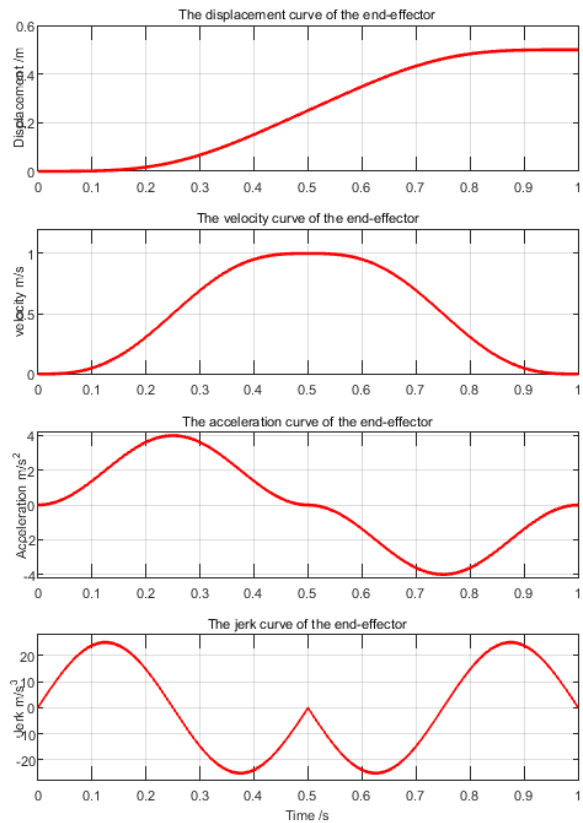 The displacement curve of the end-effector
Displacement /m
0.6
0.4
0.2
0
0 0.1 0.2 0.3 0.4 0.5 0.6 0.7 0.8 0.9 1
The velocity curve of the end-effector
velocity m/s
1
0.5
0
0 0.1 0.2 0.3 0.4 0.5 0.6 0.7 0.8 0.9 1
The acceleration curve of the end-effector
Acceleration m/s²
4
2
0
-2
-4
0 0.1 0.2 0.3 0.4 0.5 0.6 0.7 0.8 0.9 1
The jerk curve of the end-effector
Jerk m/s³
20
10
0
-10
-20
0 0.1 0.2 0.3 0.4 0.5 0.6 0.7 0.8 0.9 1
Time /s